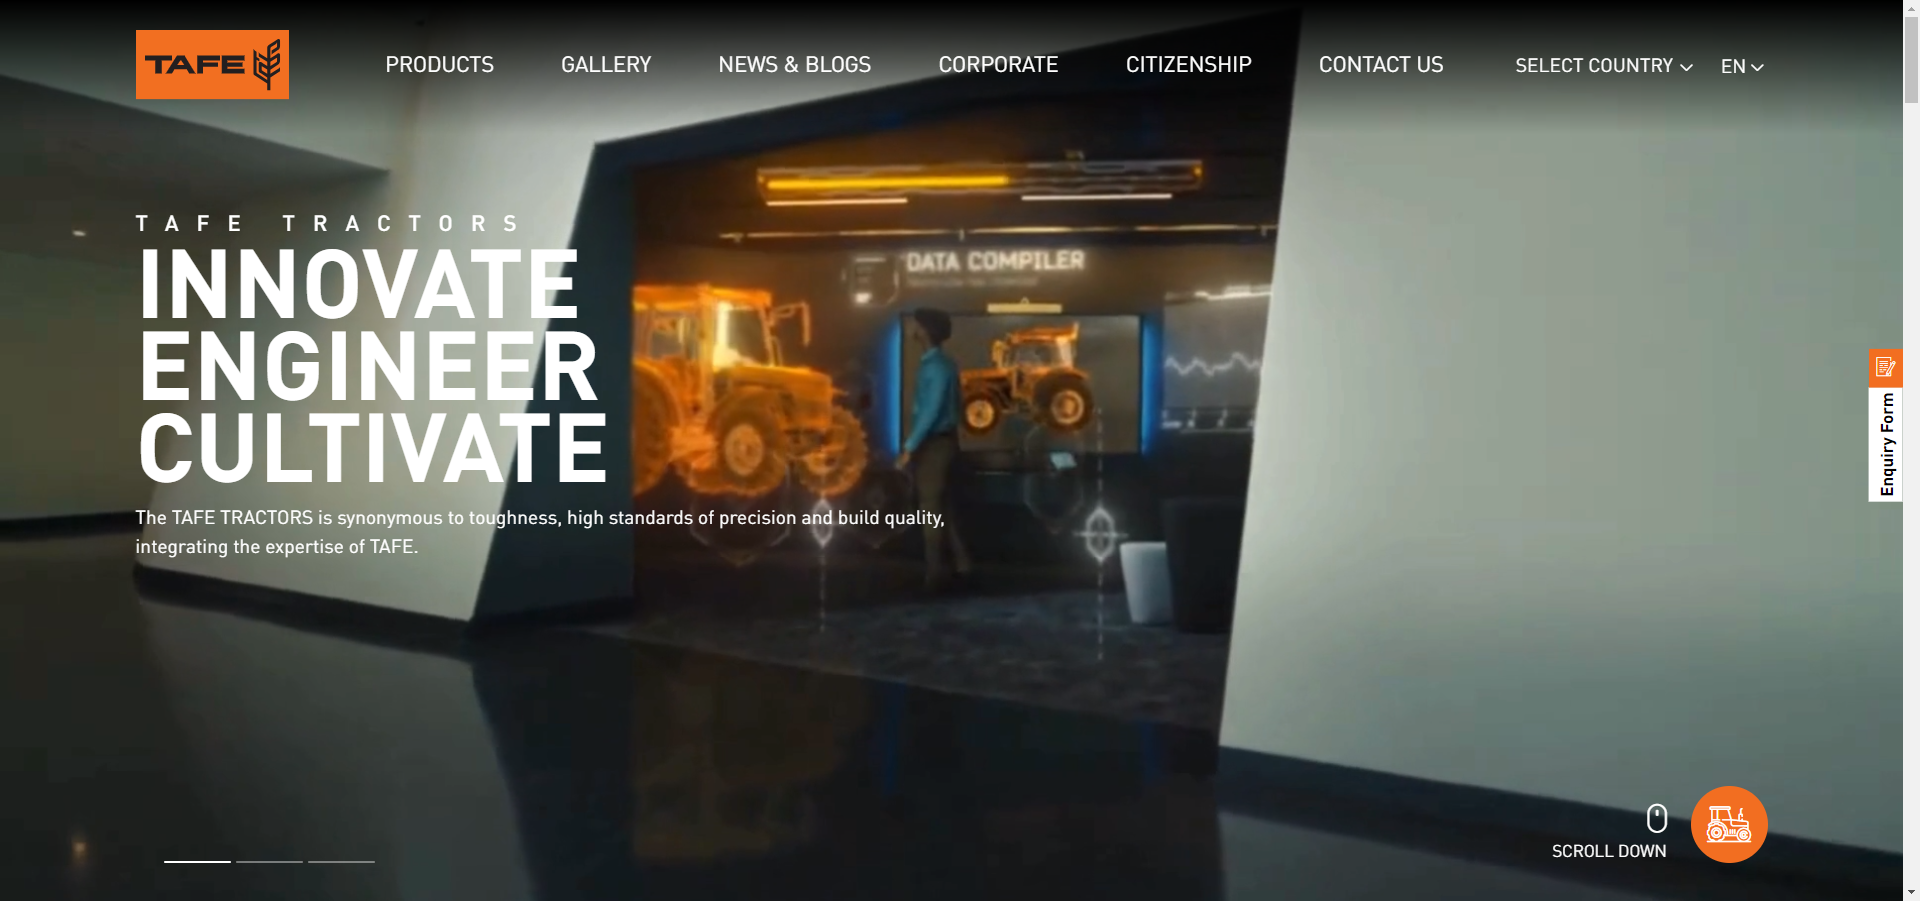 TAFE
PRODUCTS
GALLERY
NEWS & BLOGS
CORPORATE
CITIZENSHIP
CONTACT US
SELECT COUNTRY
EN
TAFE TRACTORS
INNOVATE
ENGINEER
CULTIVATE
The TAFE TRACTORS is synonymous to toughness, high standards of precision and build quality,
integrating the expertise of TAFE.
DATA COMPILER
Enquiry Form
SCROLL DOWN